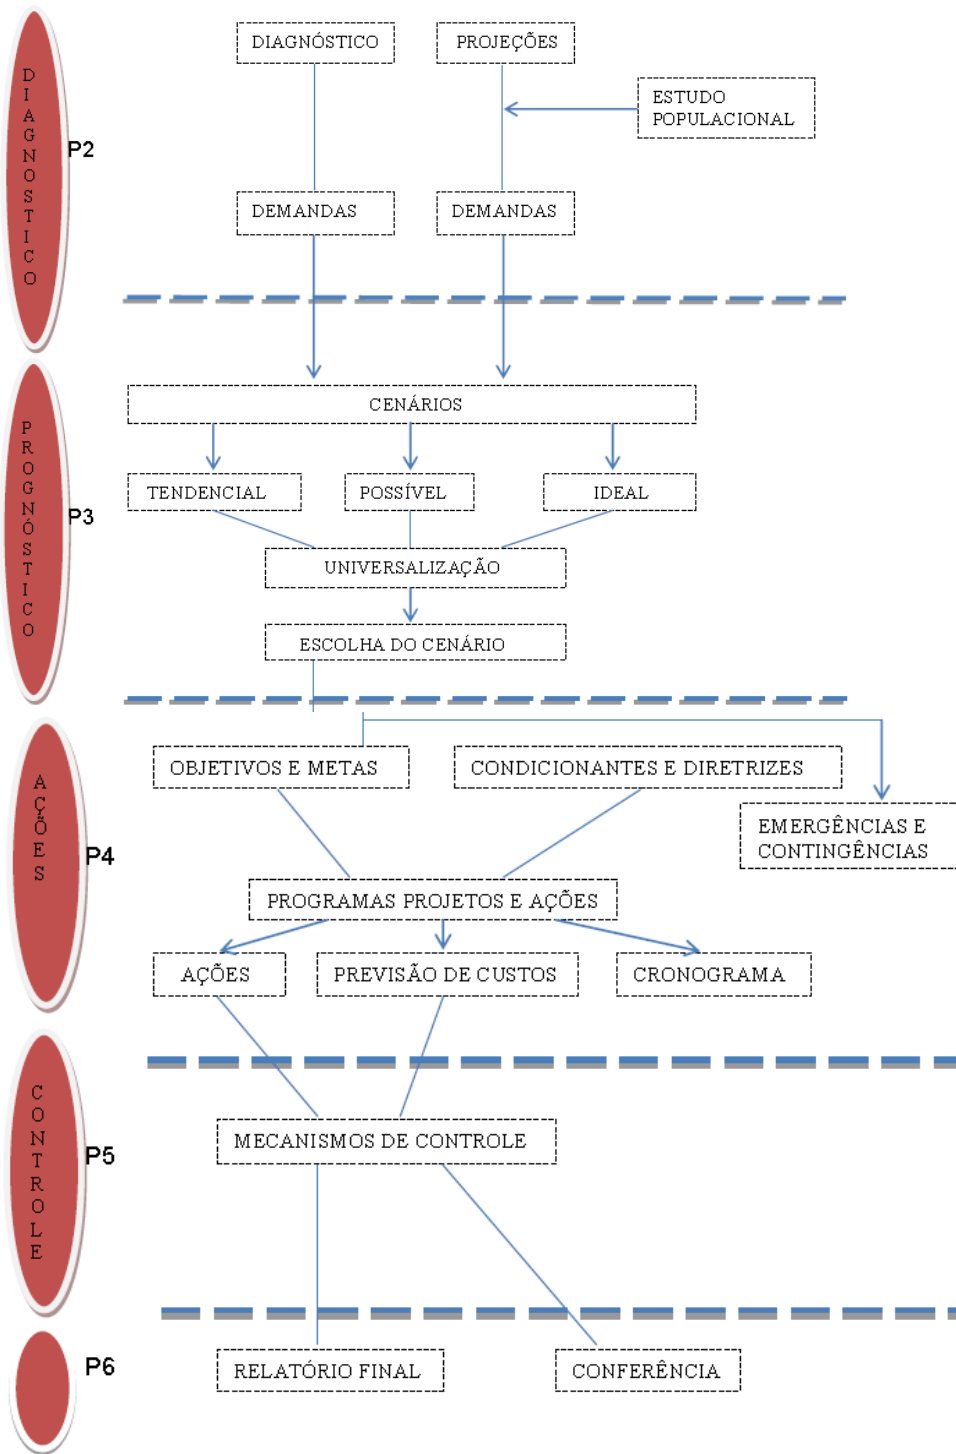 DIAGNOSTICO
P2
DIAGNÓSTICO
PROJEÇÕES
ESTUDO
POPULACIONAL
DEMANDAS
DEMANDAS
PROGNÓSTICO
P3
CENÁRIOS
TENDENCIAL
POSSÍVEL
IDEAL
UNIVERSALIZAÇÃO
ESCOLHA DO CENÁRIO
AÇÕES
P4
OBJETIVOS E METAS
CONDICIONANTES E DIRETRIZES
EMERGÊNCIAS E
CONTINGÊNCIAS
PROGRAMAS PROJETOS E AÇÕES
AÇÕES
PREVISÃO DE CUSTOS
CRONOGRAMA
CONTROLE
P5
MECANISMOS DE CONTROLE
P6
RELATÓRIO FINAL
CONFERÊNCIA